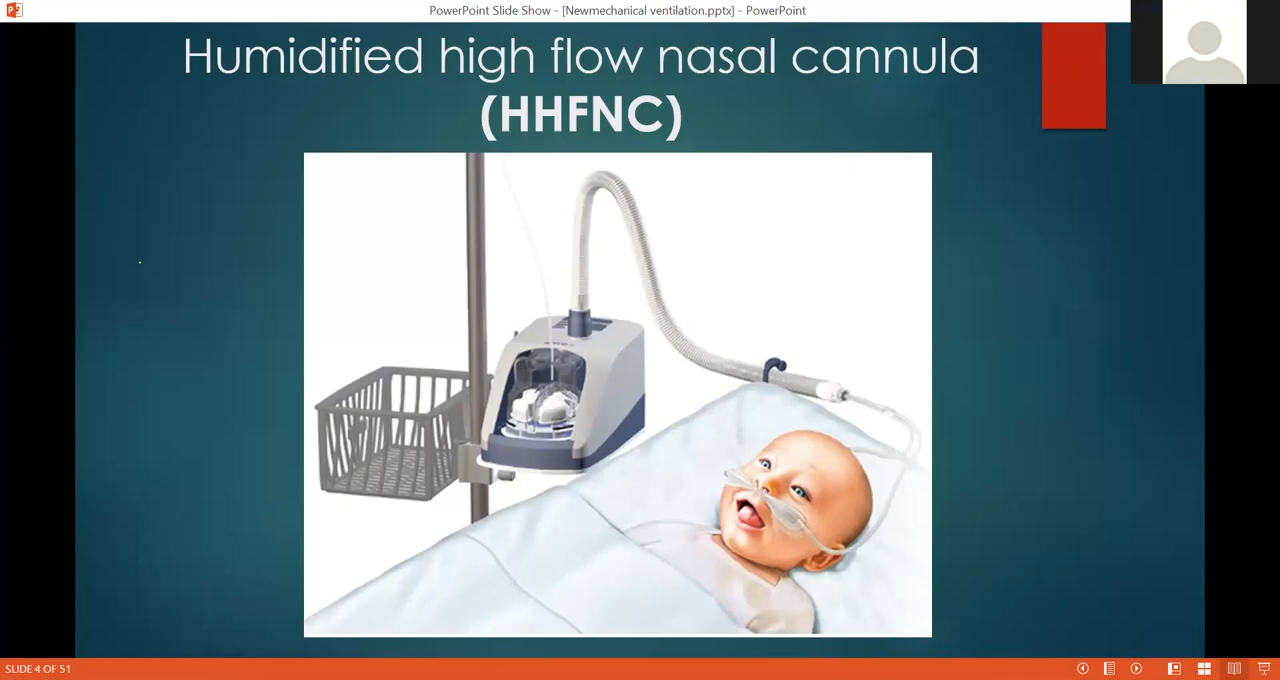 PowerPoint Slide Show - [Newmechanical ventilation.pptx] - PowerPoint
Humidified high flow nasal cannula
(HHFNC)
SLIDE 4 OF 51